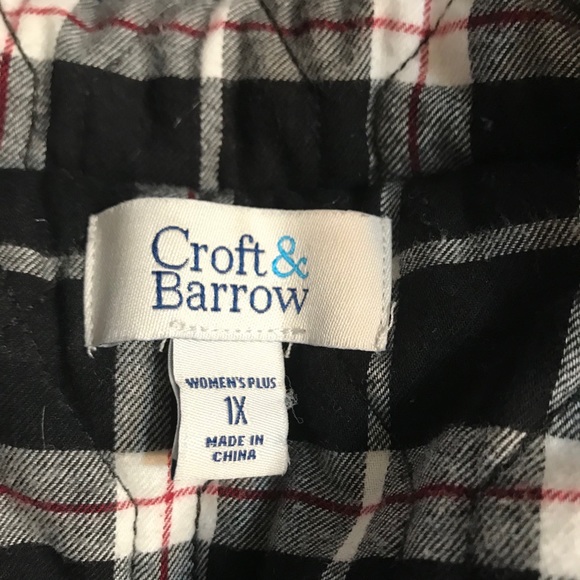 Croft &
Barrow
WOMEN'S PLUS
1X
MADE IN
CHINA